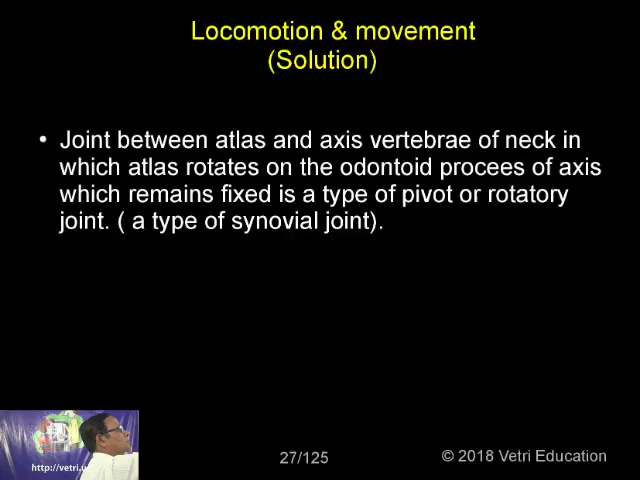 Locomotion & movement
(Solution)
• Joint between atlas and axis vertebrae of neck in
which atlas rotates on the odontoid procees of axis
which remains fixed is a type of pivot or rotatory
joint. ( a type of synovial joint).
http://vetri.u
27/125
© 2018 Vetri Education